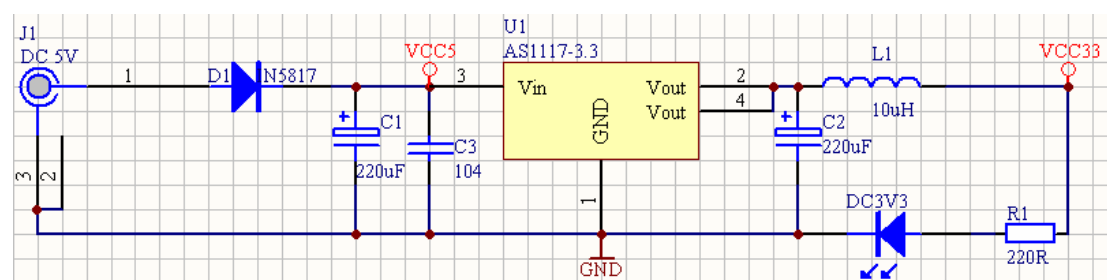 J1
DC 5V
1
3
2
D1
N5817
C1
220uF
VCC5
C3
104
U1
AS1117-3.3
3
Vin
GND
Vout
Vout
2
4
1
GND
C2
220uF
L1
10uH
VCC33
DC3V3
R1
220R